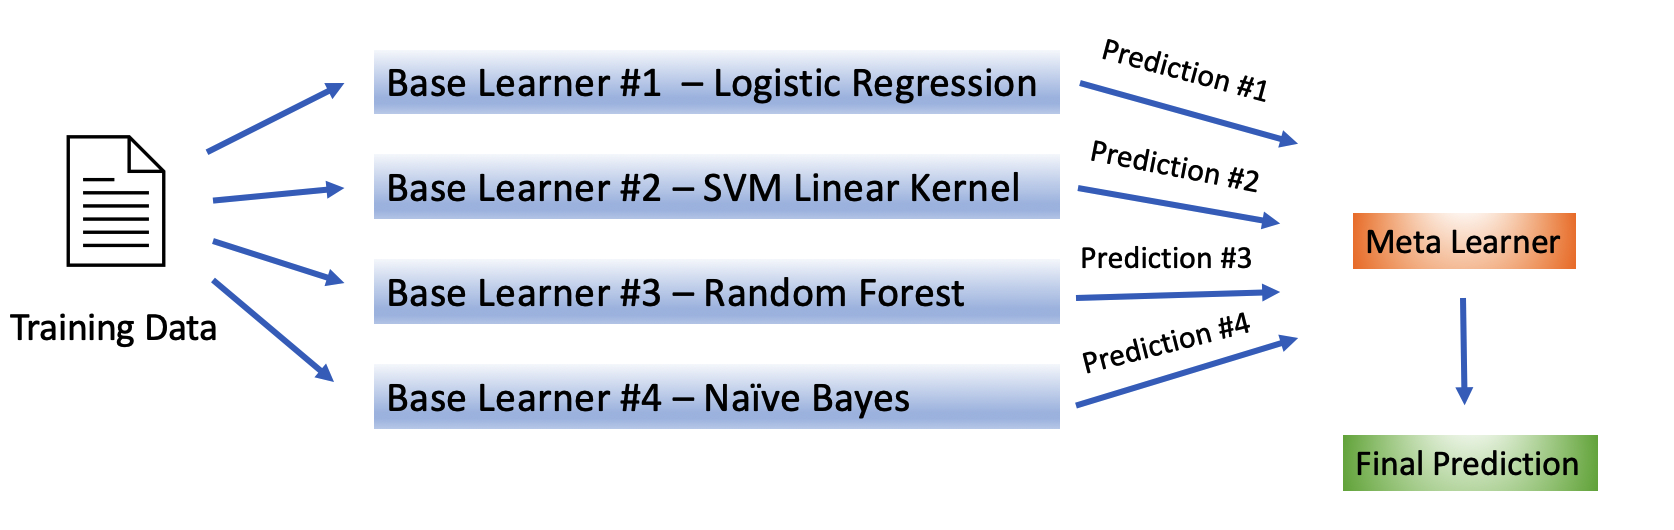 Training Data
Base Learner #1  – Logistic Regression
Base Learner #2 – SVM Linear Kernel
Base Learner #3 – Random Forest
Base Learner #4 – Naïve Bayes
Prediction #1
Prediction #2
Prediction #3
Prediction #4
Meta Learner
Final Prediction